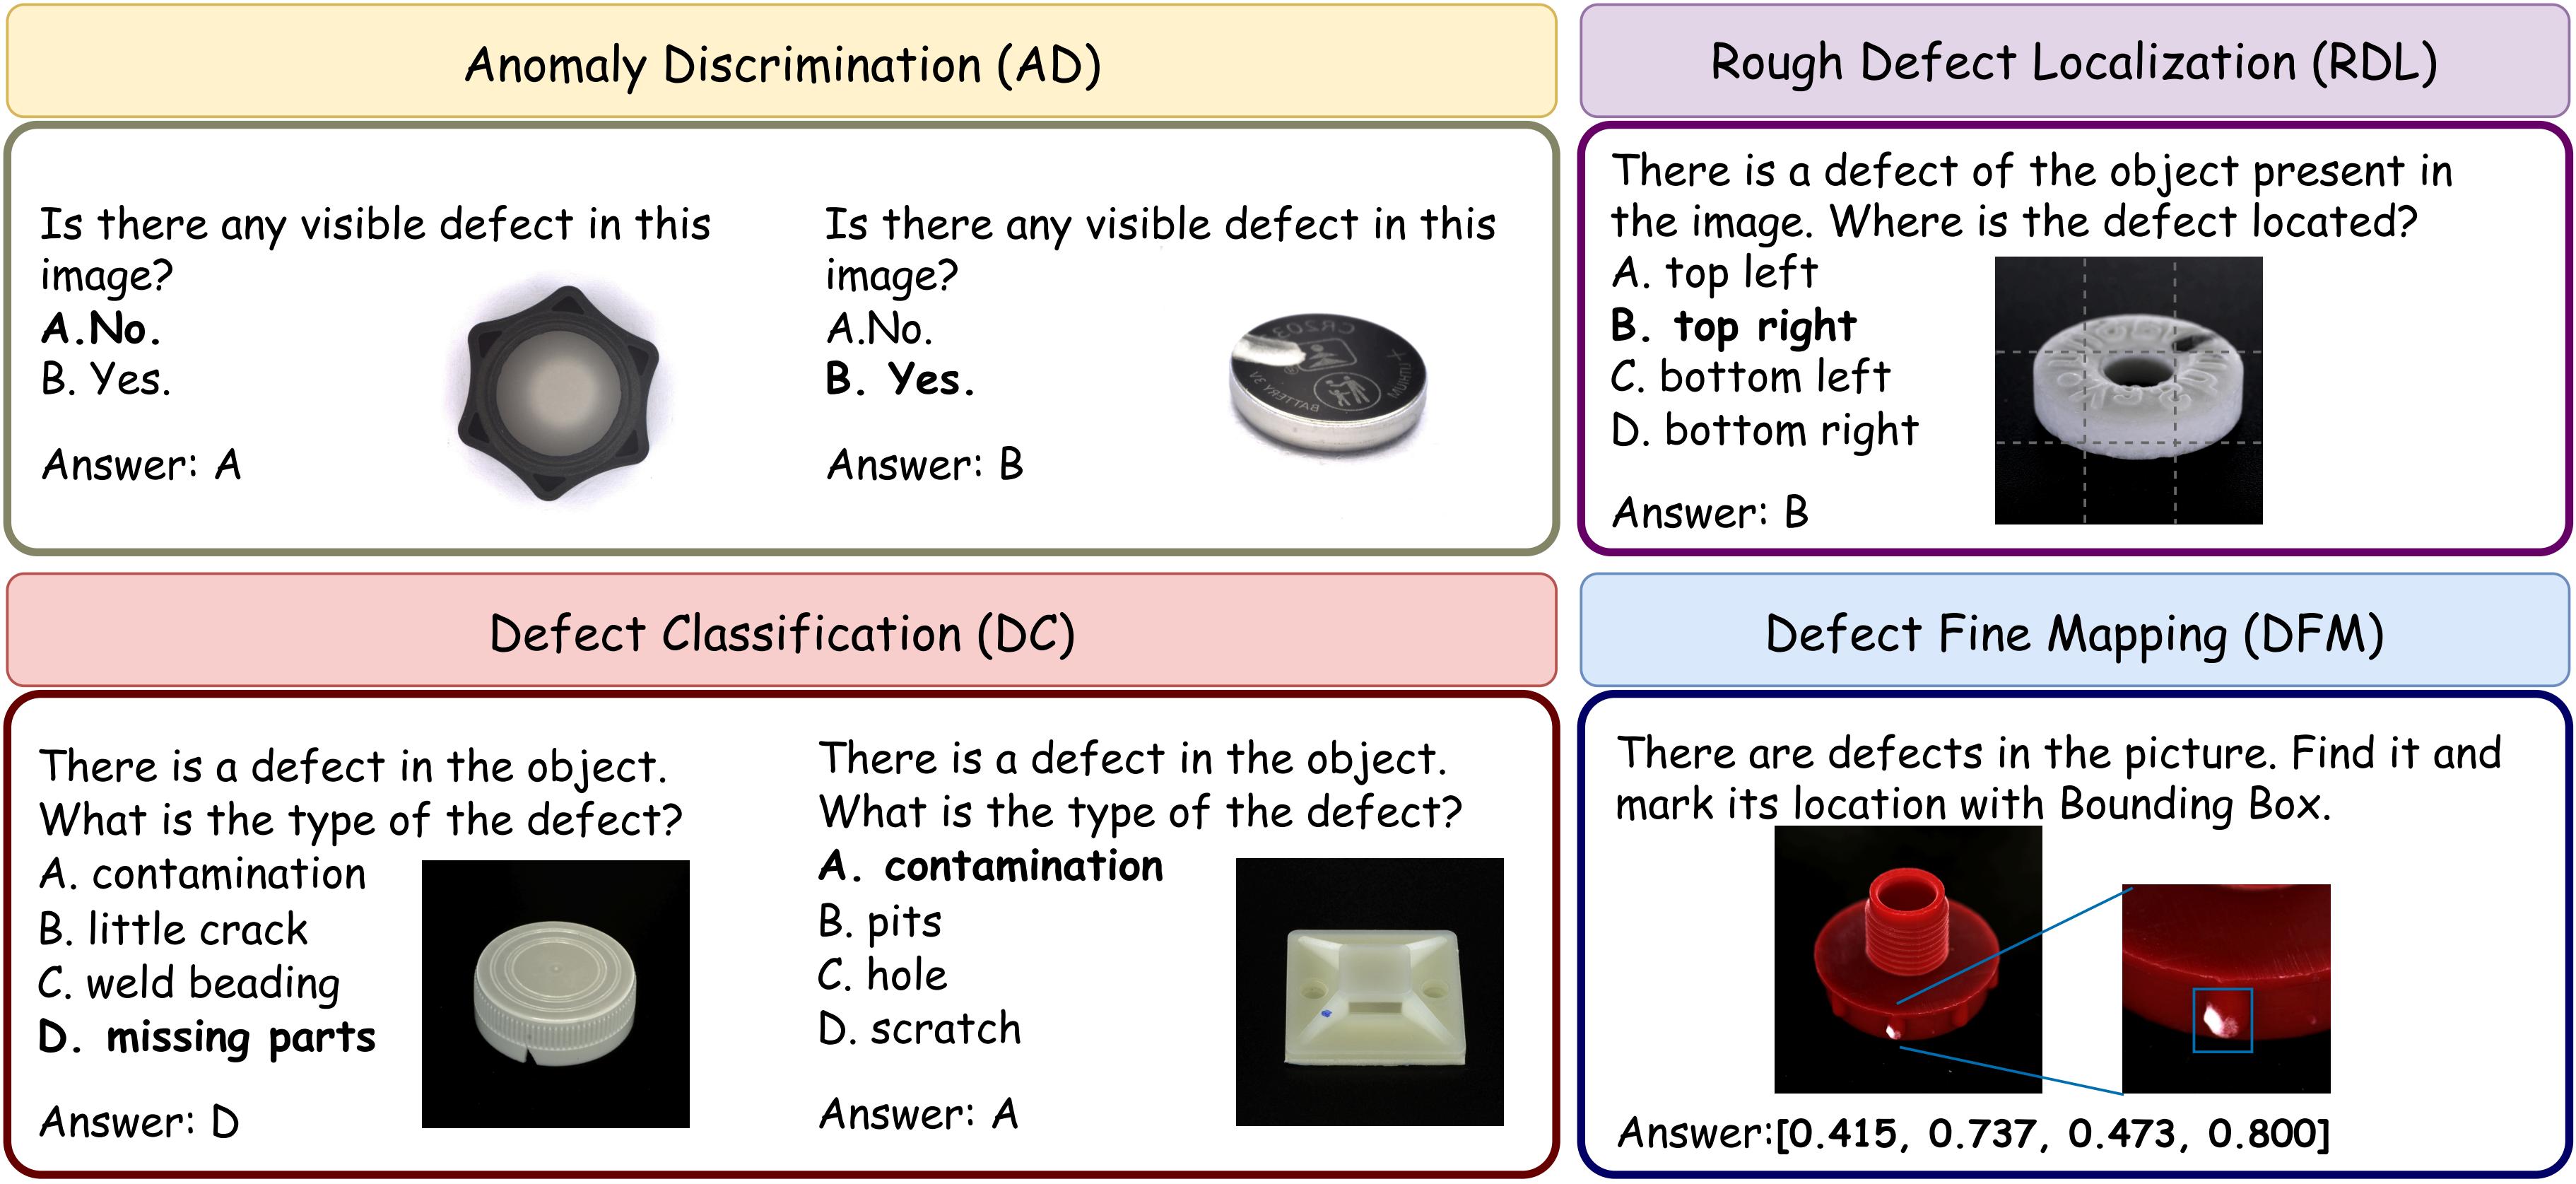 Anomaly Discrimination (AD)
Is there any visible defect in this
image?
A.No.
B. Yes.
Answer: A
Is there any visible defect in this
image?
A.No.
B. Yes.
Answer: B
CR203
LITHIUM
BATTERY 3V
+
Rough Defect Localization (RDL)
There is a defect of the object present in
the image. Where is the defect located?
A. top left
B. top right
C. bottom left
D. bottom right
Answer: B
Defect Classification (DC)
There is a defect in the object.
What is the type of the defect?
A. contamination
B. little crack
C. weld beading
D. missing parts
Answer: D
There is a defect in the object.
What is the type of the defect?
A. contamination
B. pits
C. hole
D. scratch
Answer: A
Defect Fine Mapping (DFM)
There are defects in the picture. Find it and
mark its location with Bounding Box.
Answer:[0.415, 0.737, 0.473, 0.800]